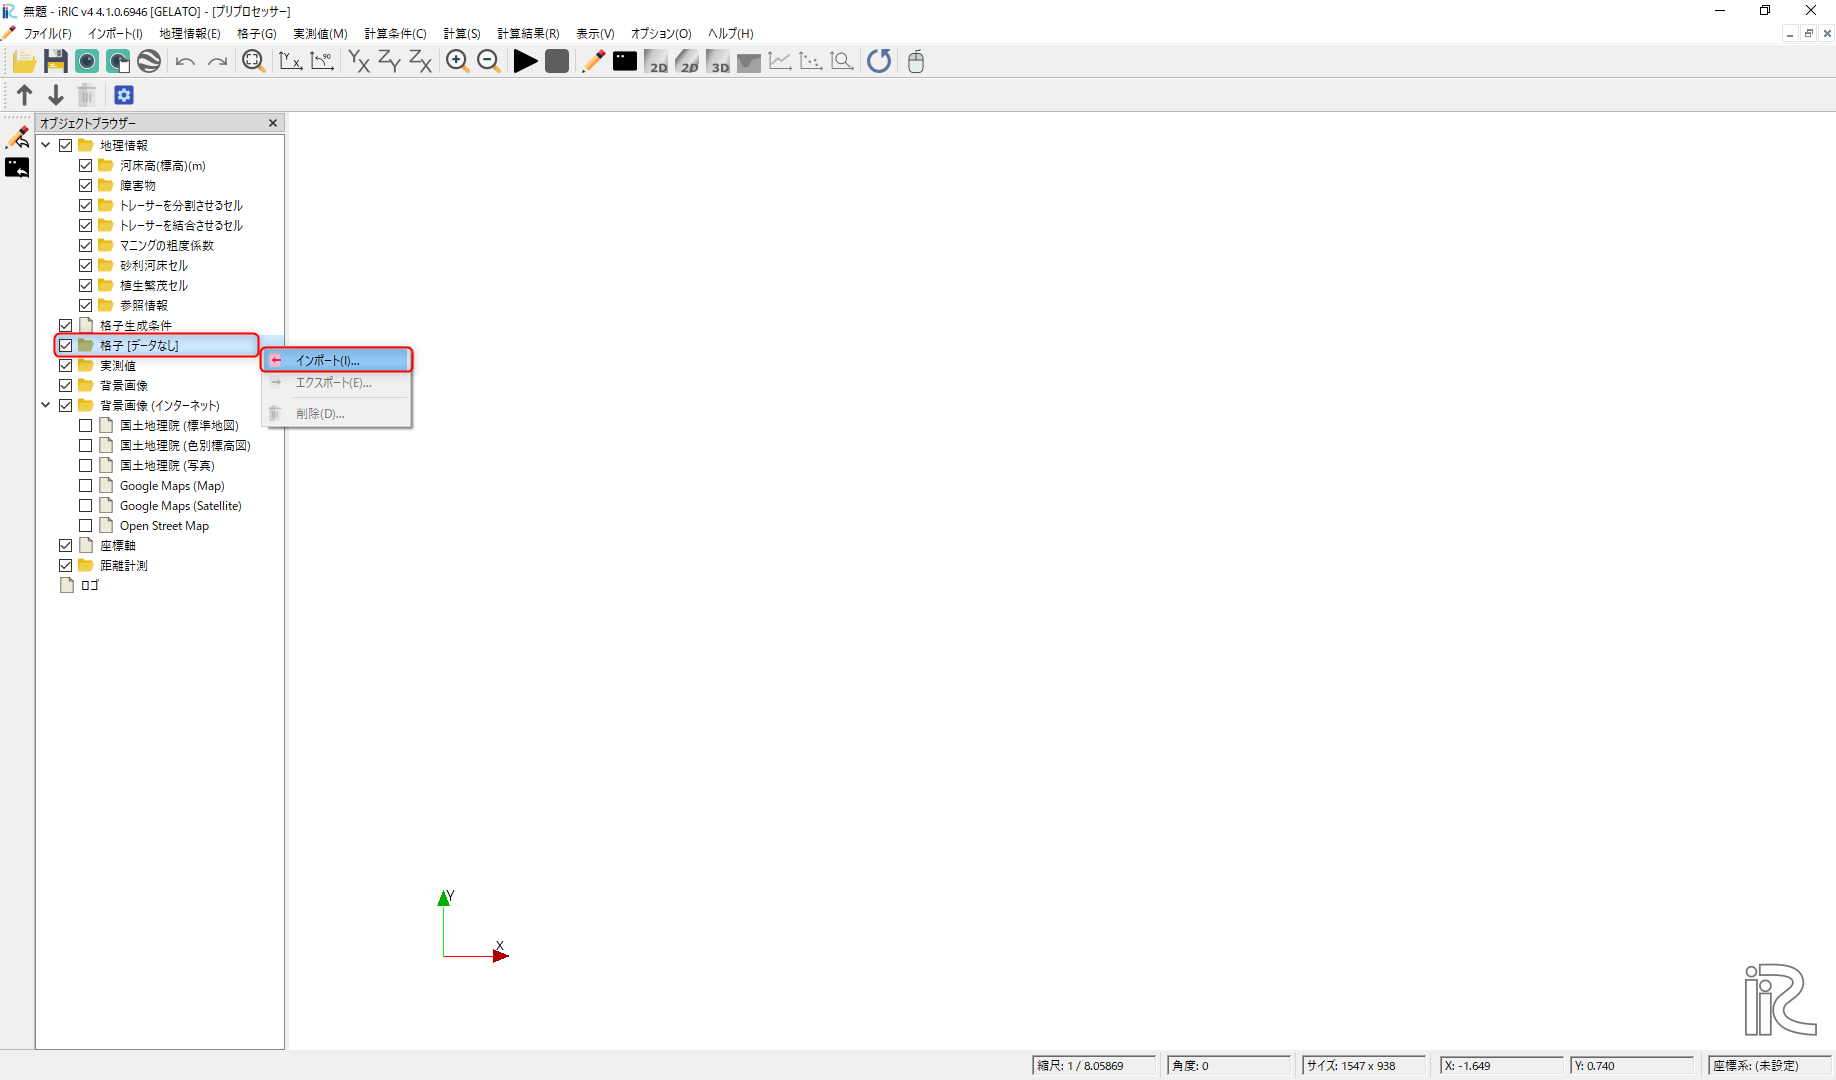 無題 - iRIC v4 4.1.0.6946 [GELATO] - [プリプロセッサー]
ファイル(F) インポート(I) 地理情報(E) 格子(G) 実測値(M) 計算条件(C) 計算(S) 計算結果(R) 表示(V) オプション(O) ヘルプ(H)
Y X Y X 90 Y X Z Y Z X 2D 2D 3D
オブジェクトブラウザー
地理情報
河床高(標高)(m)
障害物
トレーサーを分割させるセル
トレーサーを結合させるセル
マニングの粗度係数
砂利河床セル
植生繁茂セル
参照情報
格子生成条件
格子 [データなし]
インポート(I)...
実測値
エクスポート(E)...
背景画像
背景画像 (インターネット)
削除(D)...
国土地理院 (標準地図)
国土地理院 (色別標高図)
国土地理院 (写真)
Google Maps (Map)
Google Maps (Satellite)
Open Street Map
座標軸
距離計測
ロゴ
Y
X
iRIC
縮尺: 1 / 8.05869 角度: 0 サイズ: 1547 x 938 X: -1.649 Y: 0.740 座標系: (未設定)